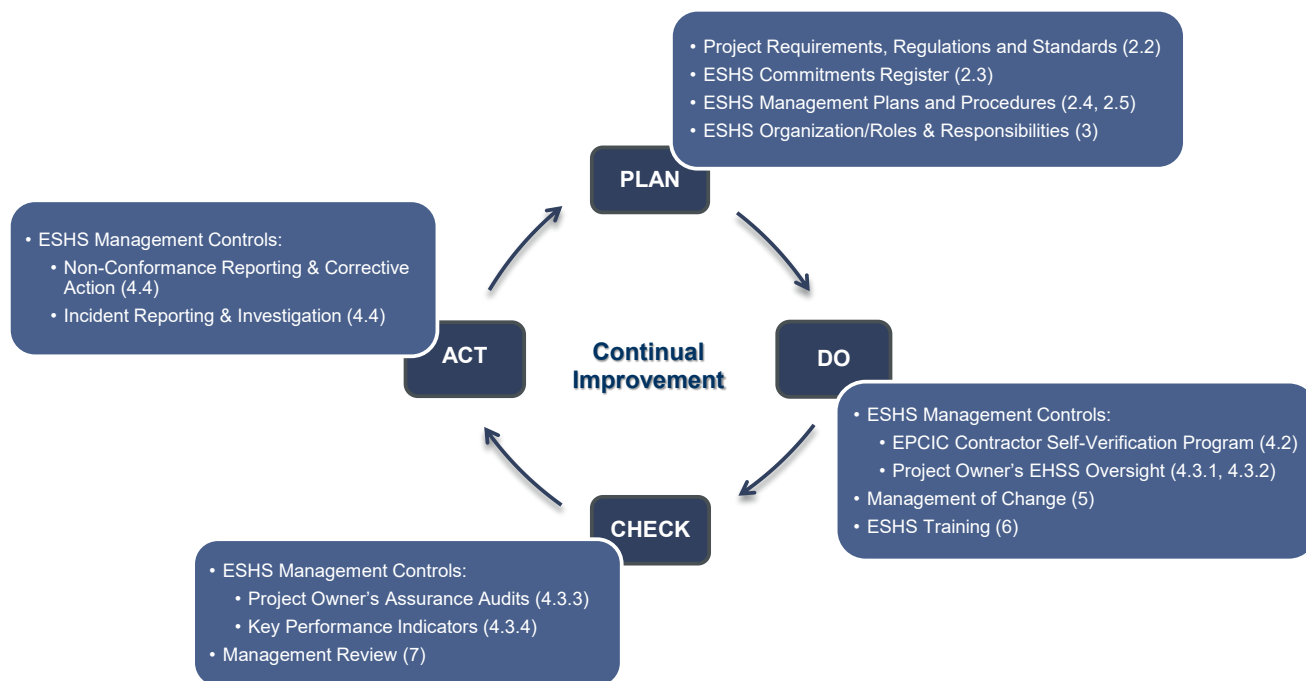 • Project Requirements, Regulations and Standards (2.2)
• ESHS Commitments Register (2.3)
• ESHS Management Plans and Procedures (2.4, 2.5)
• ESHS Organization/Roles & Responsibilities (3)
PLAN
• ESHS Management Controls:
• Non-Conformance Reporting & Corrective
Action (4.4)
• Incident Reporting & Investigation (4.4)
ACT
Continual
Improvement
DO
• ESHS Management Controls:
• EPCIC Contractor Self-Verification Program (4.2)
• Project Owner’s EHSS Oversight (4.3.1, 4.3.2)
• Management of Change (5)
• ESHS Training (6)
CHECK
• ESHS Management Controls:
• Project Owner’s Assurance Audits (4.3.3)
• Key Performance Indicators (4.3.4)
• Management Review (7)